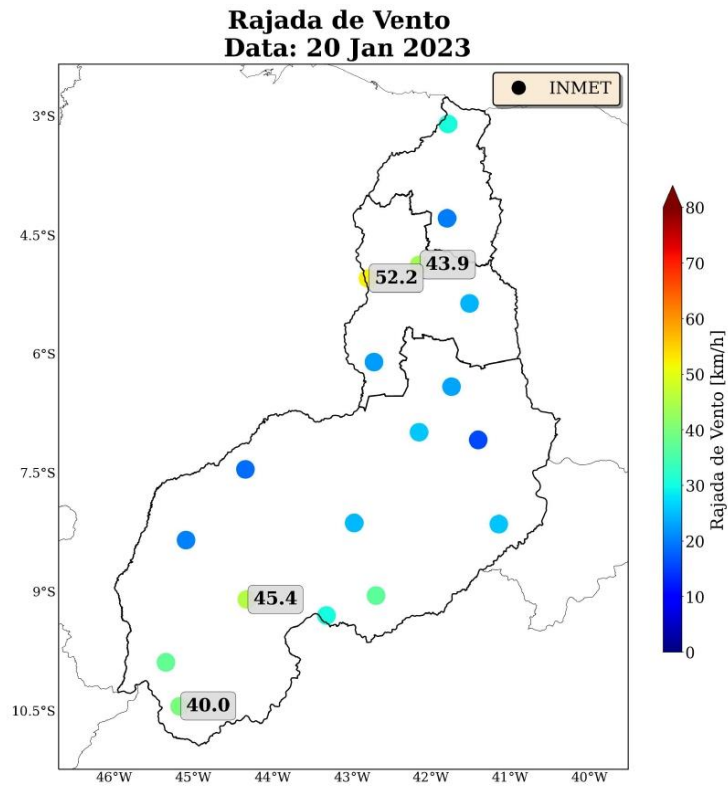 Rajada de Vento
Data: 20 Jan 2023
INMET
3°S
4.5°S
6°S
7.5°S
9°S
10.5°S
43.9
52.2
45.4
40.0
46°W 45°W 44°W 43°W 42°W 41°W 40°W
80
70
60
50
40
30
20
10
0
Rajada de Vento [km/h]